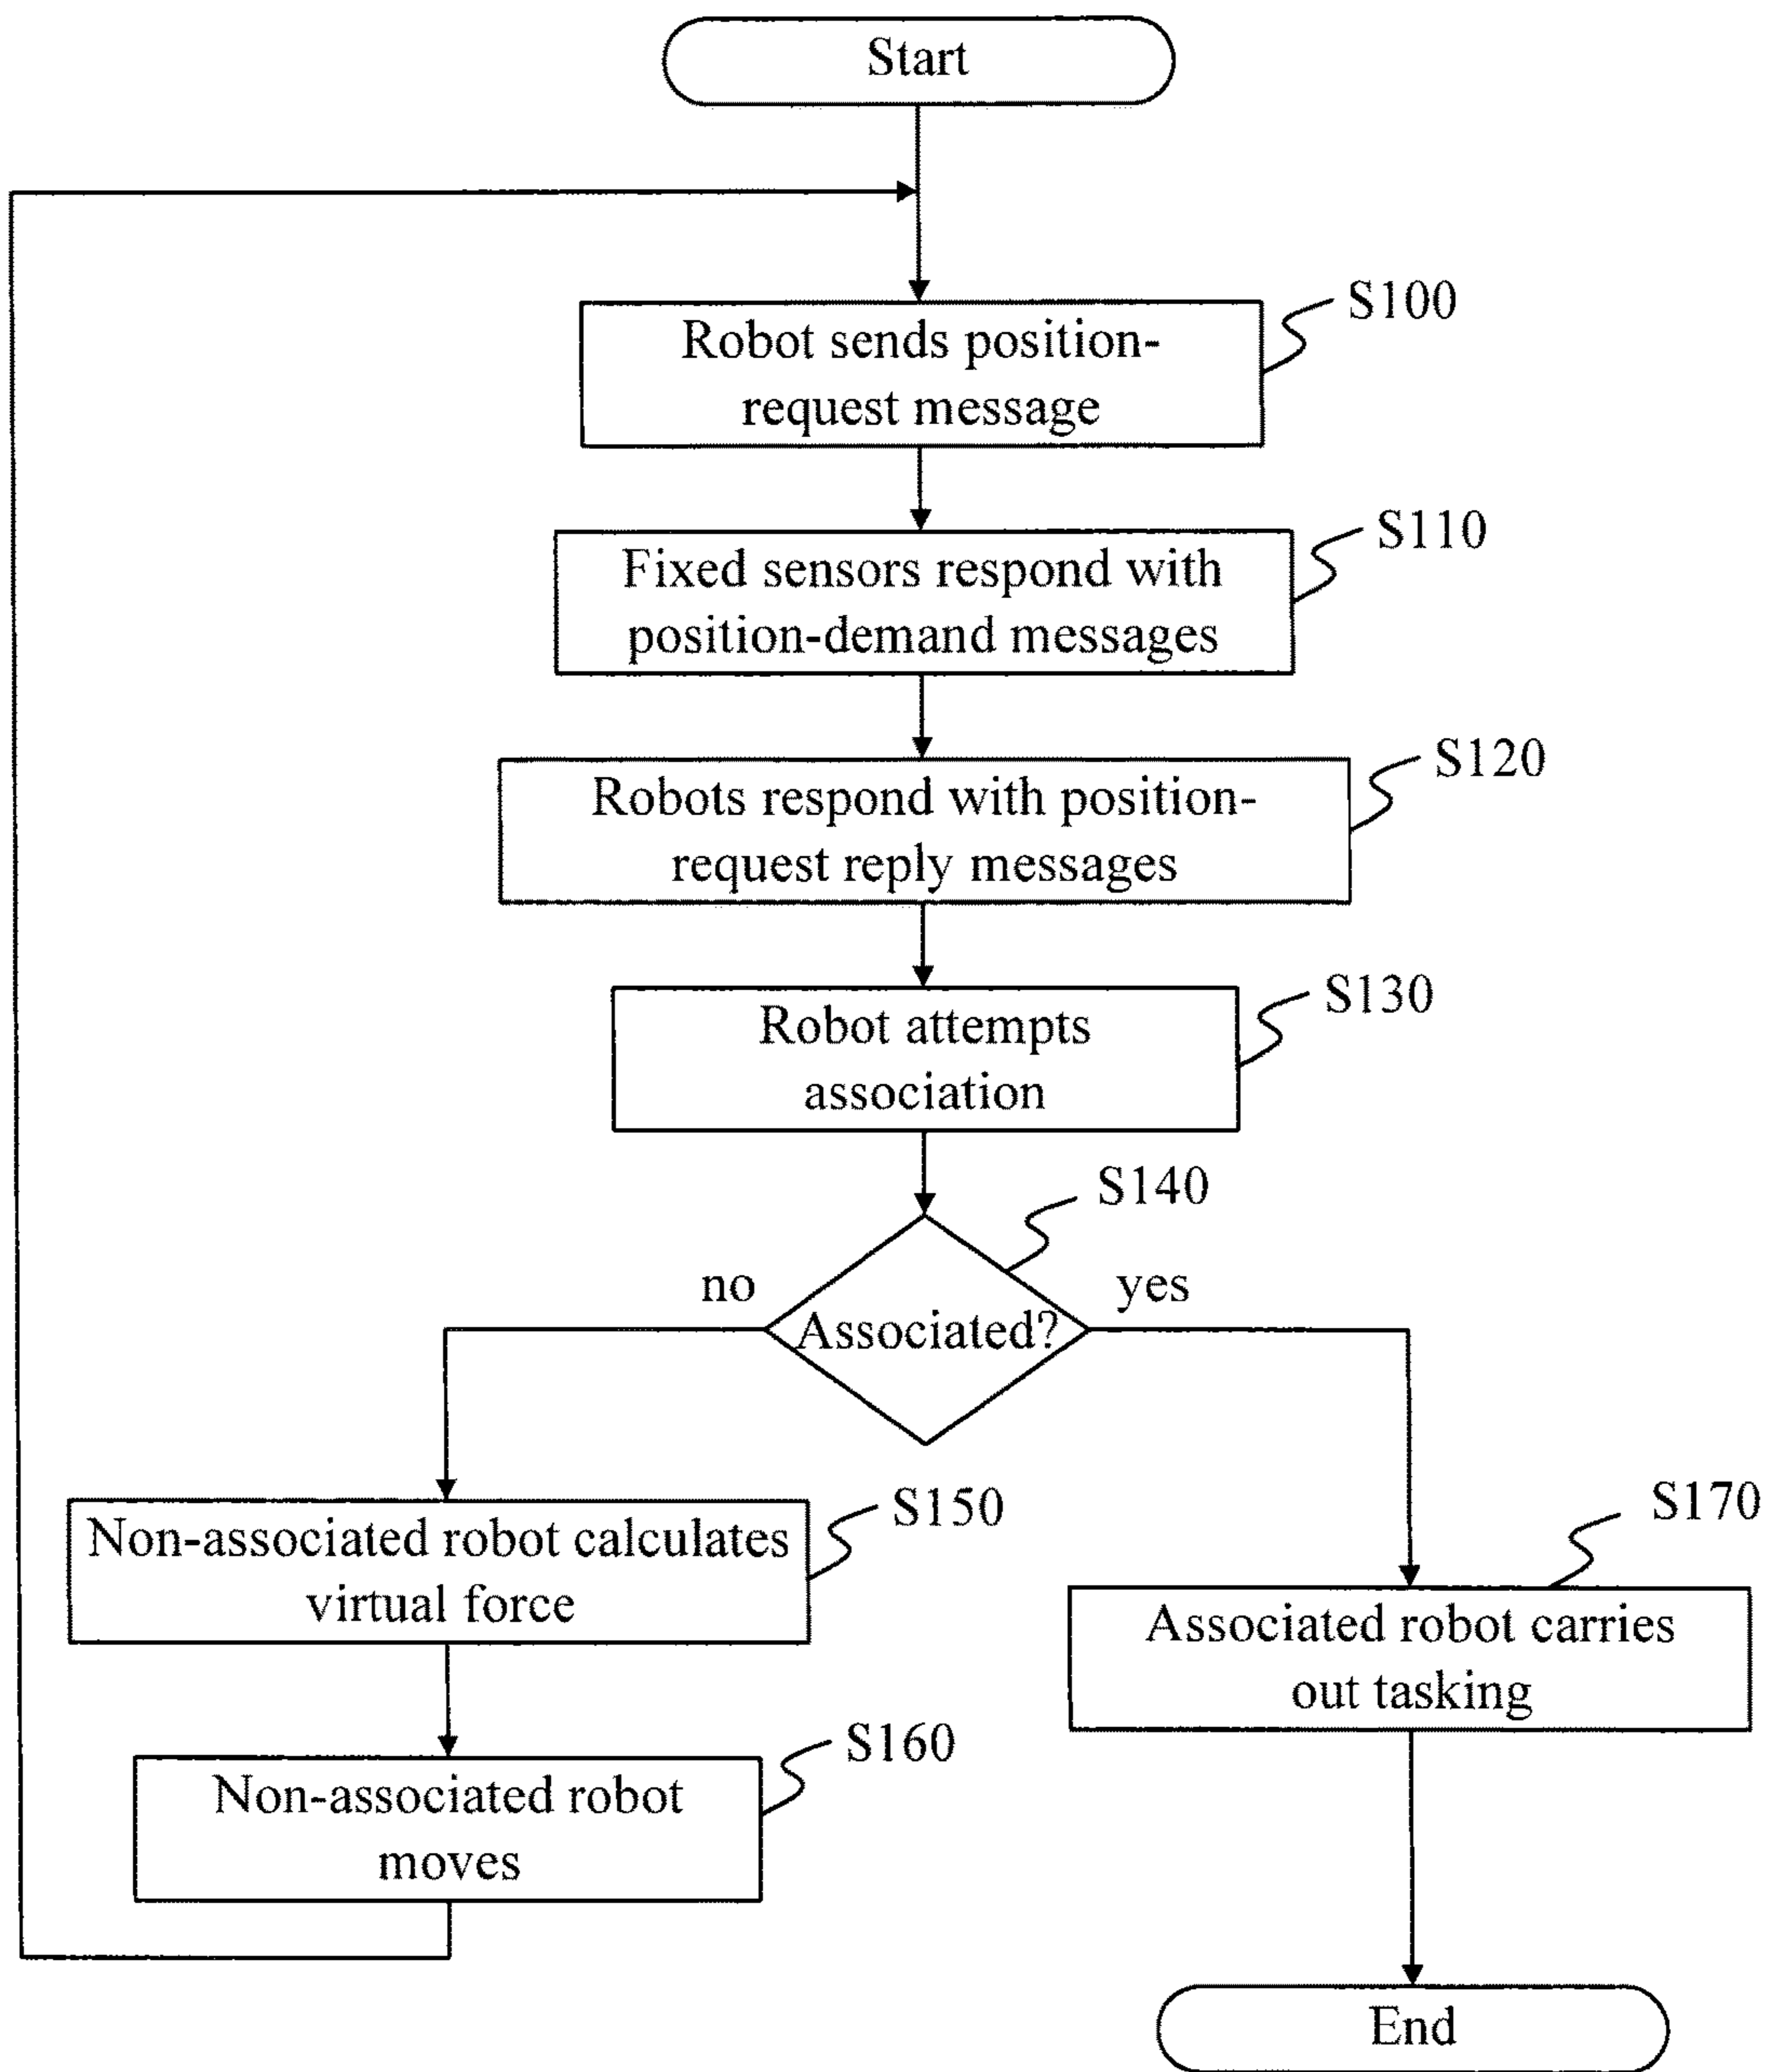 Start
S100
Robot sends position-
request message
S110
Fixed sensors respond with
position-demand messages
S120
Robots respond with position-
request reply messages
S130
Robot attempts
association
S140
no
yes
Associated?
S150
Non-associated robot calculates
virtual force
S170
Associated robot carries
out tasking
S160
Non-associated robot
moves
End